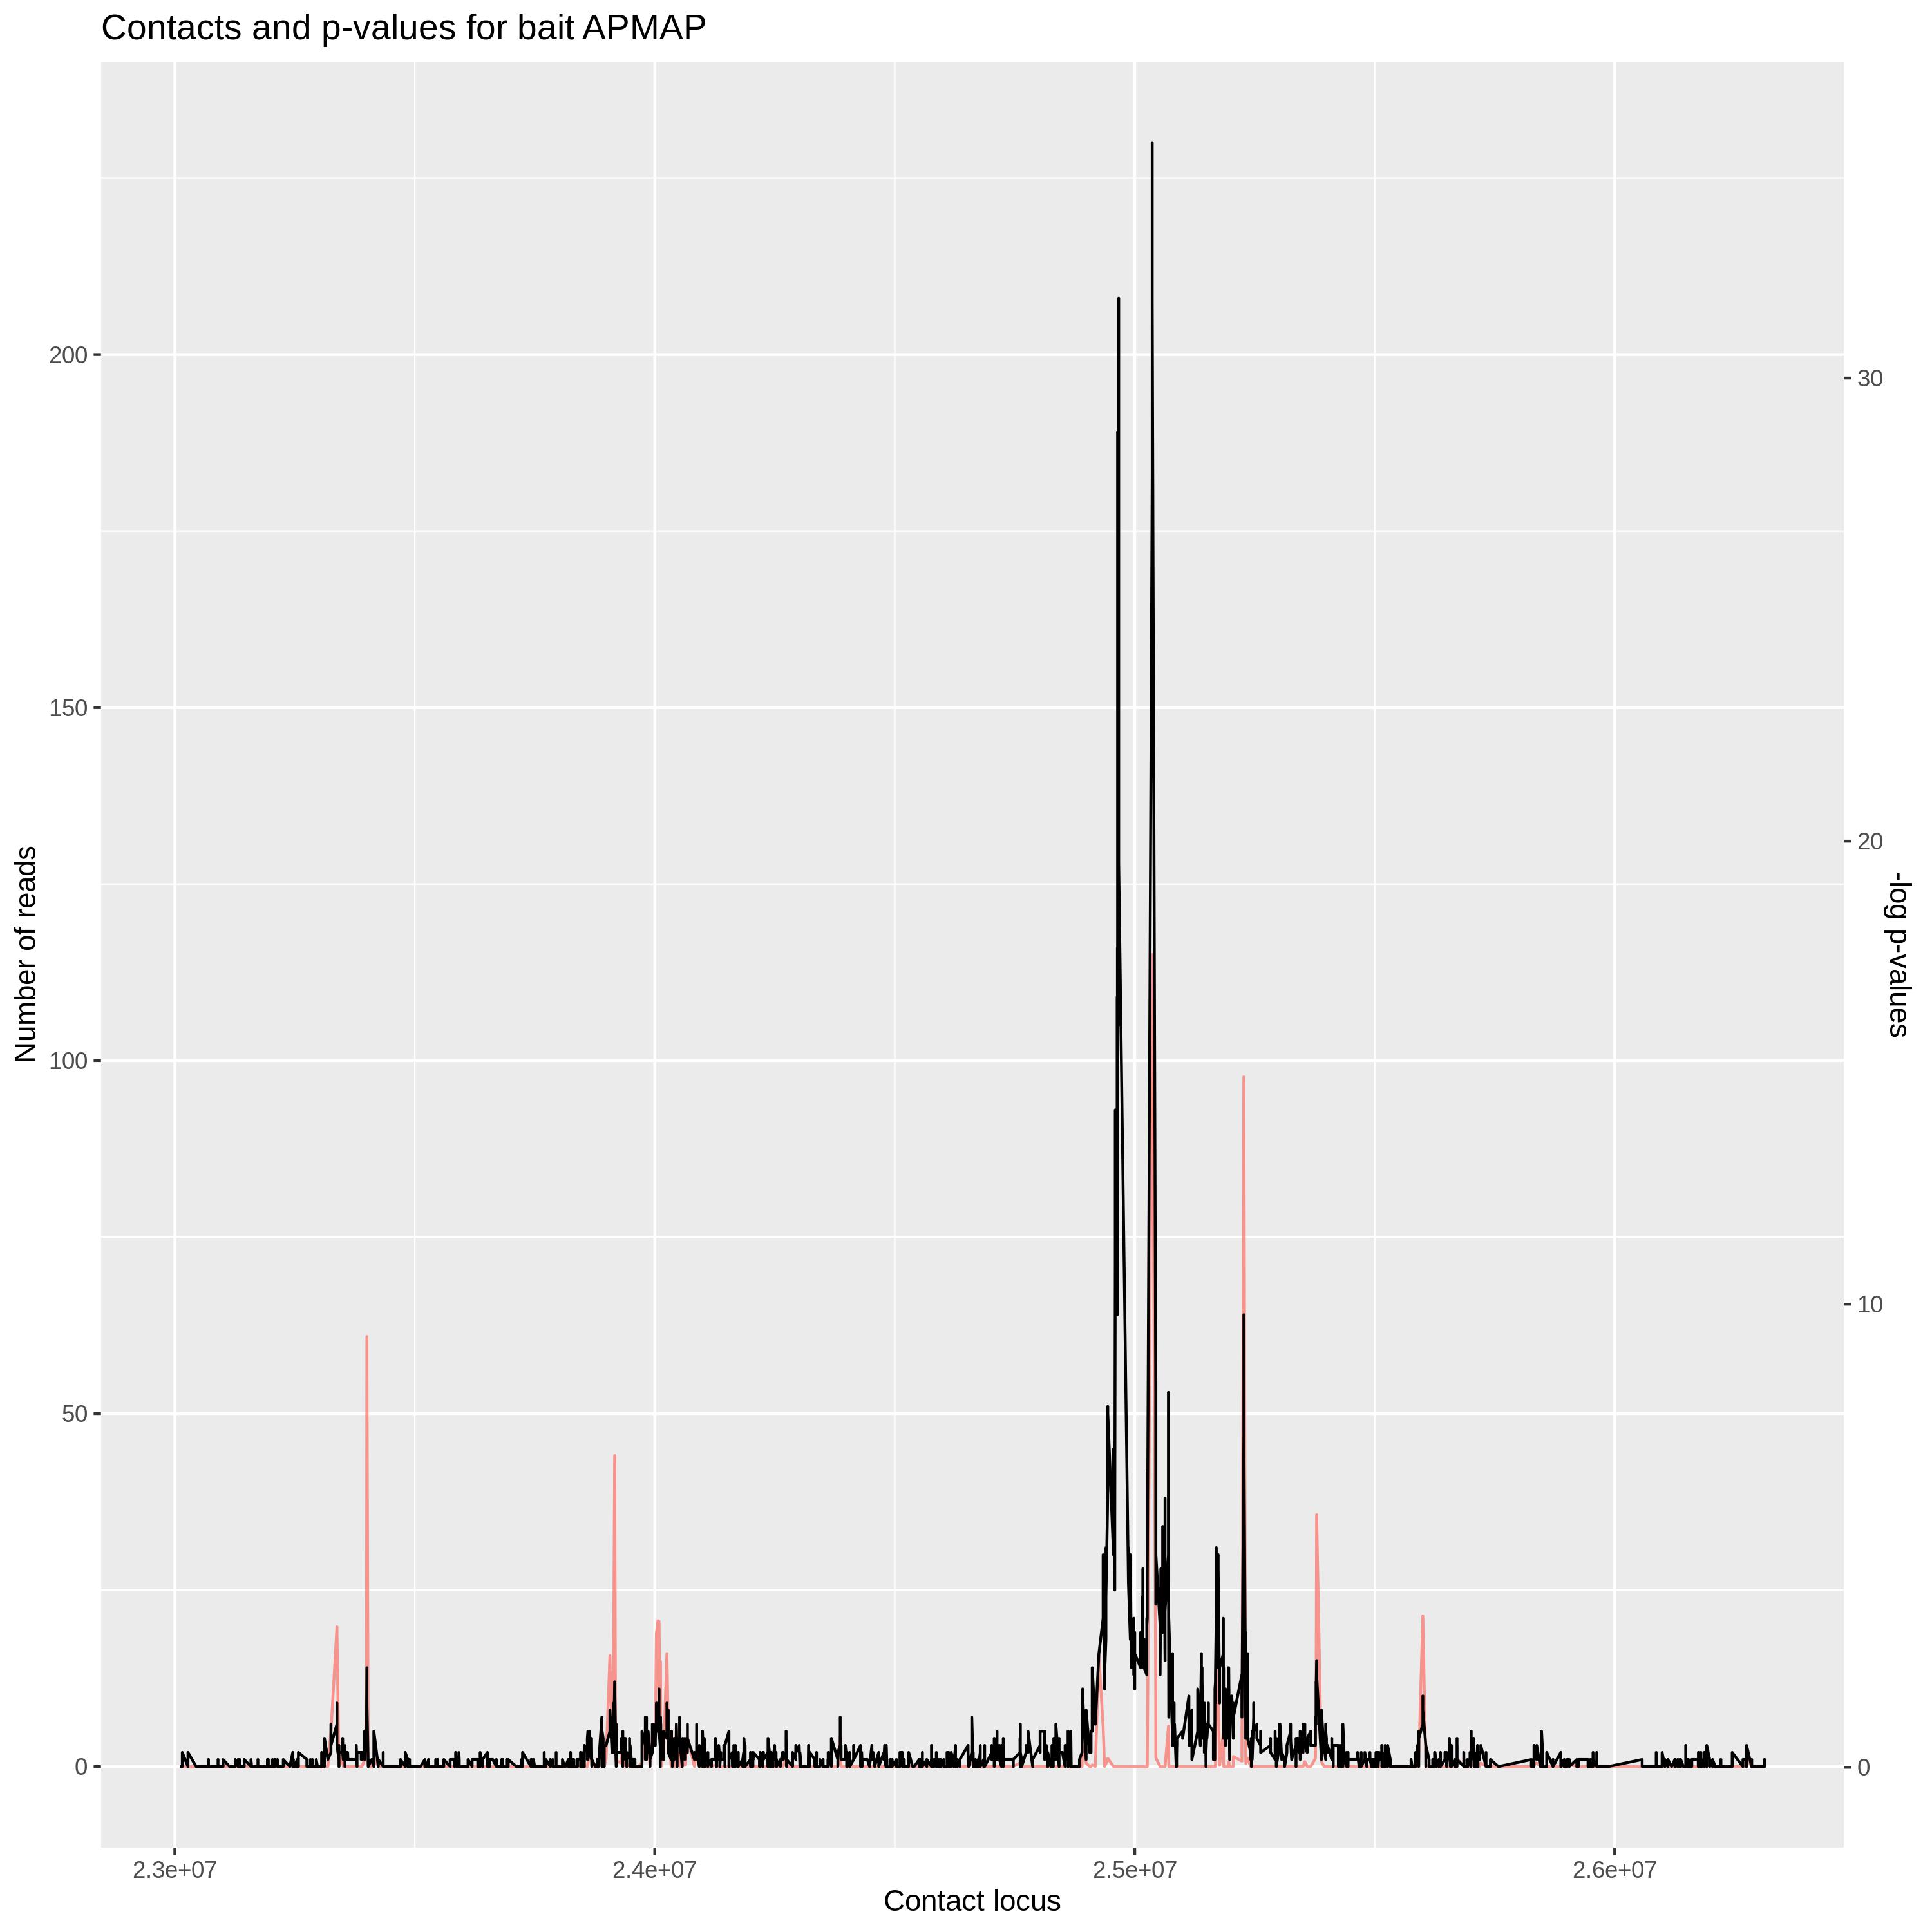 Contacts and p-values for bait APMAP
200
150
100
50
0
Number of reads
30
20
10
0
-log p-values
2.3e+07
2.4e+07
2.5e+07
2.6e+07
Contact locus